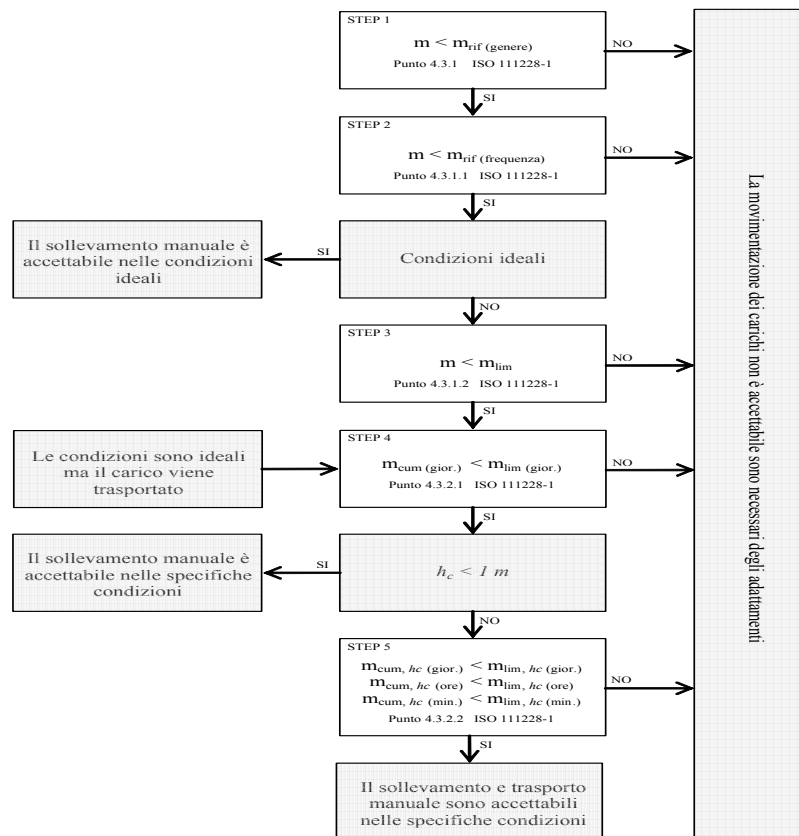 STEP 1
m < mrif (genere)
Punto 4.3.1 ISO 111228-1
NO
SI
STEP 2
m < mrif (frequenza)
Punto 4.3.1.1 ISO 111228-1
NO
SI
Il sollevamento manuale è
accettabile nelle condizioni
ideali
SI
Condizioni ideali
NO
STEP 3
m < mlim
Punto 4.3.1.2 ISO 111228-1
NO
SI
Le condizioni sono ideali
ma il carico viene
trasportato
STEP 4
mcum (gior.) < mlim (gior.)
Punto 4.3.2.1 ISO 111228-1
NO
SI
Il sollevamento manuale è
accettabile nelle specifiche
condizioni
SI
hc < 1 m
NO
STEP 5
mcum, hc (gior.) < mlim, hc (gior.)
mcum, hc (ore) < mlim, hc (ore)
mcum, hc (min.) < mlim, hc (min.)
Punto 4.3.2.2 ISO 111228-1
NO
SI
Il sollevamento e trasporto
manuale sono accettabili
nelle specifiche condizioni
La movimentazione dei carichi non è accettabile sono necessari degli adattamenti